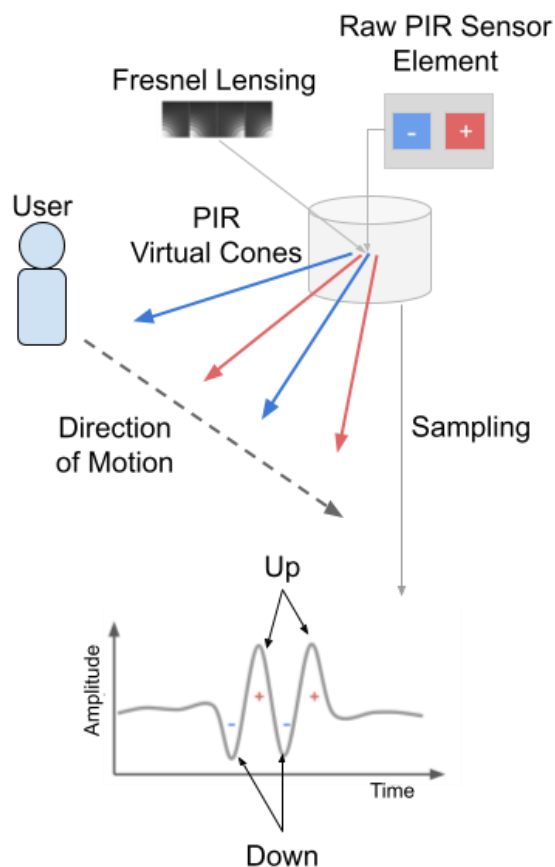 Raw PIR Sensor
Element
Fresnel Lensing
-
+
User
PIR
Virtual Cones
Direction
of Motion
Sampling
Up
Amplitude
+
+
-
-
Time
Down